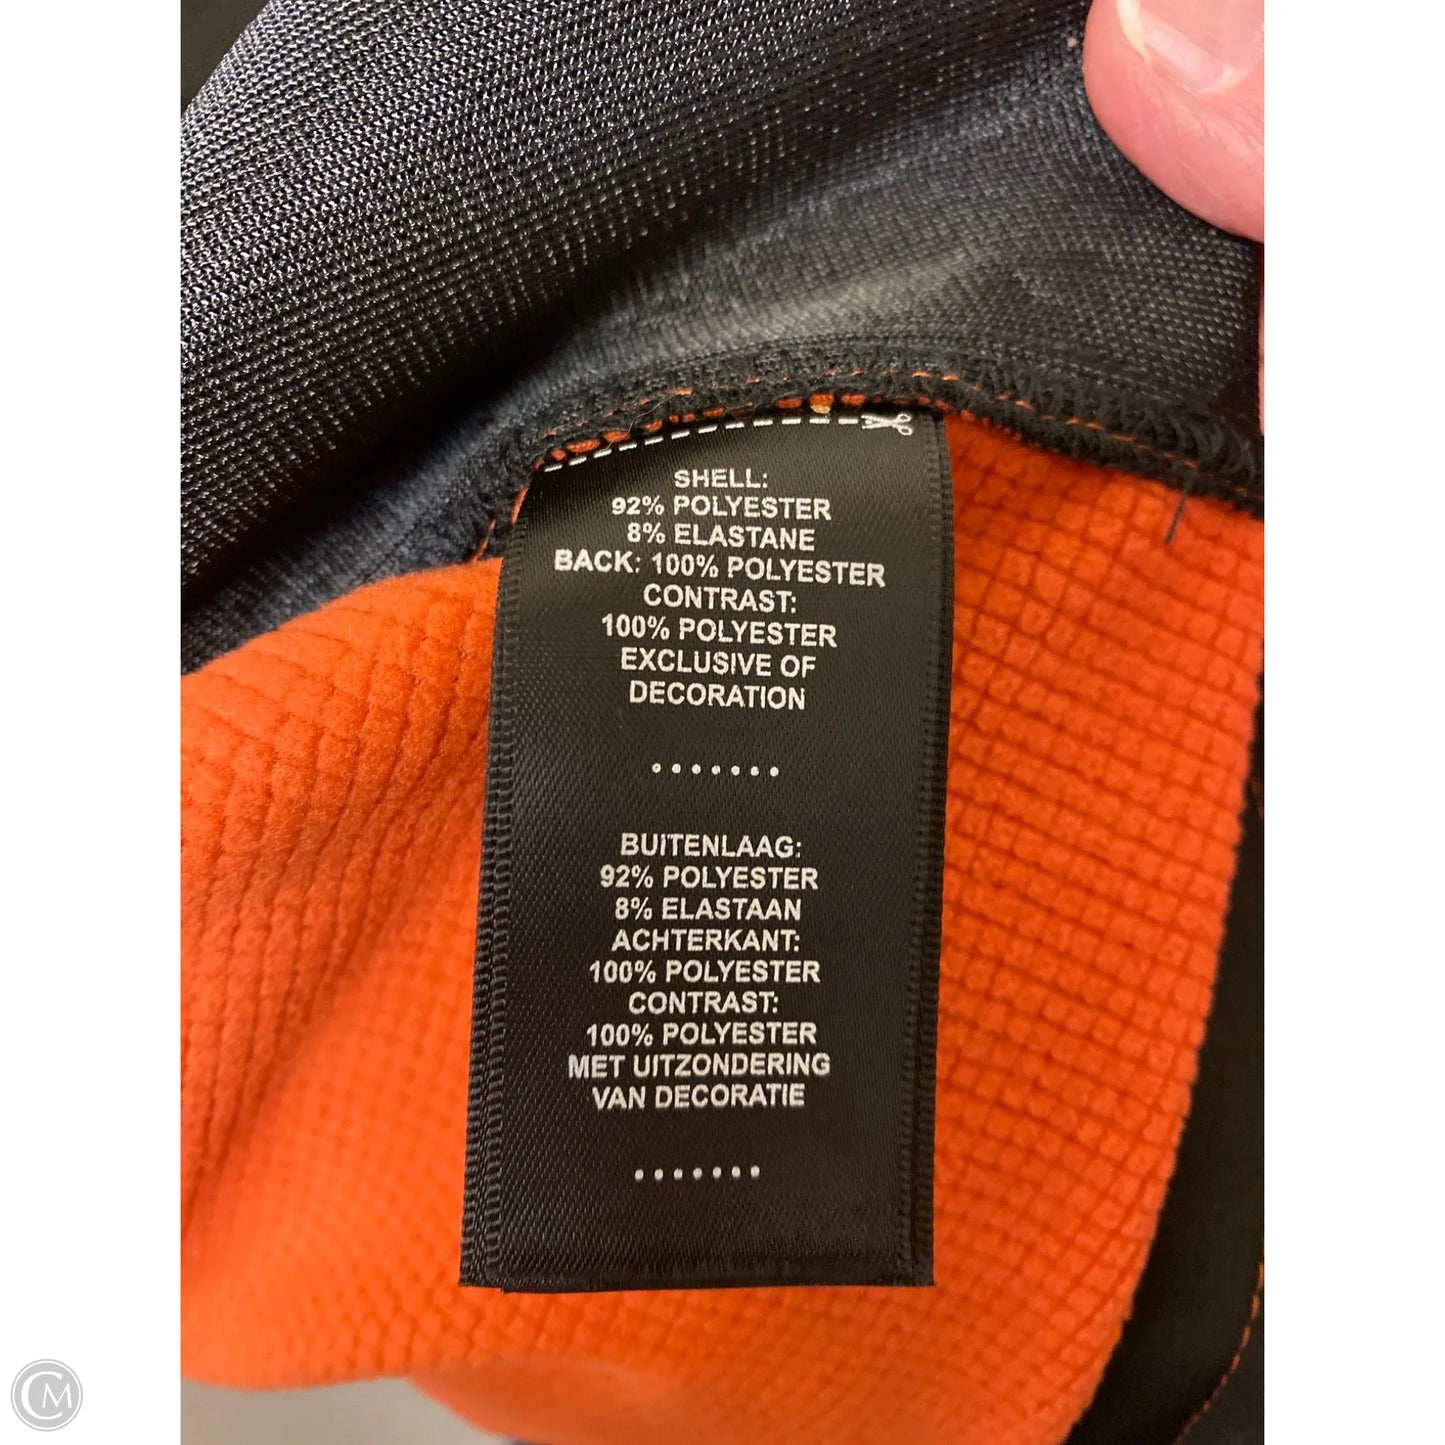 SHELL:
92% POLYESTER
8% ELASTANE
BACK: 100% POLYESTER
CONTRAST:
100% POLYESTER
EXCLUSIVE OF
DECORATION
.......
BUITENLAAG:
92% POLYESTER
8% ELASTAAN
ACHTERKANT:
100% POLYESTER
CONTRAST:
100% POLYESTER
MET UITZONDERING
VAN DECORATIE
.......
CM